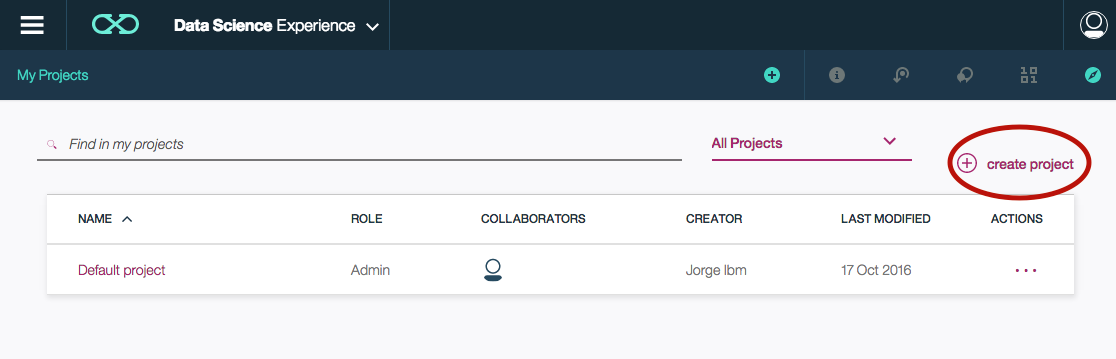 Data Science Experience
My Projects
Find in my projects
All Projects
create project
NAME ROLE COLLABORATORS CREATOR LAST MODIFIED ACTIONS
Default project Admin Jorge Ibm 17 Oct 2016